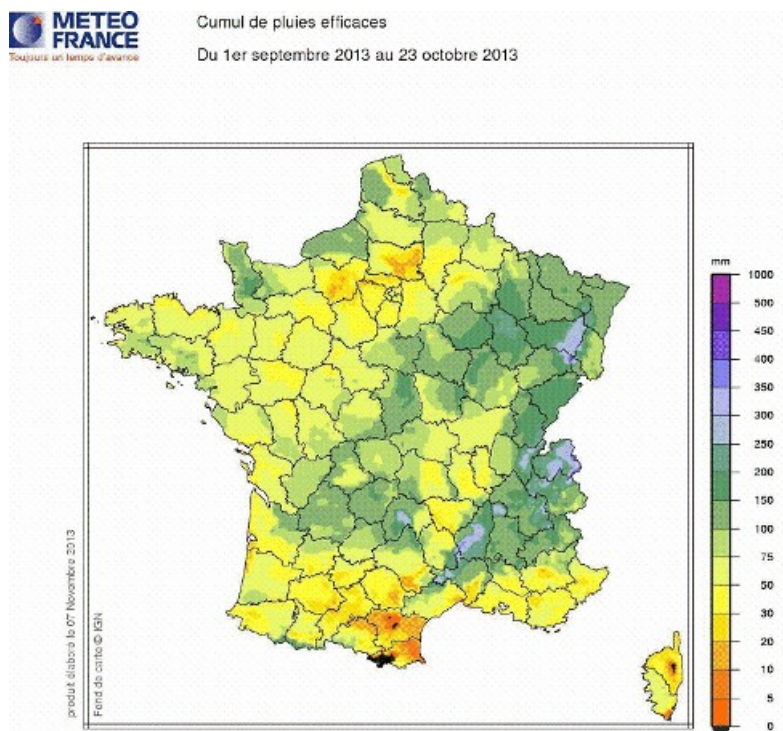 METEO
FRANCE
Toujours un temps d'avance
Cumul de pluies efficaces
Du 1er septembre 2013 au 23 octobre 2013
mm
1000
500
450
400
350
300
250
200
150
100
75
50
30
20
10
5
0
produit élaboré le 07 Novembre 2013
Fond de carte © IGN